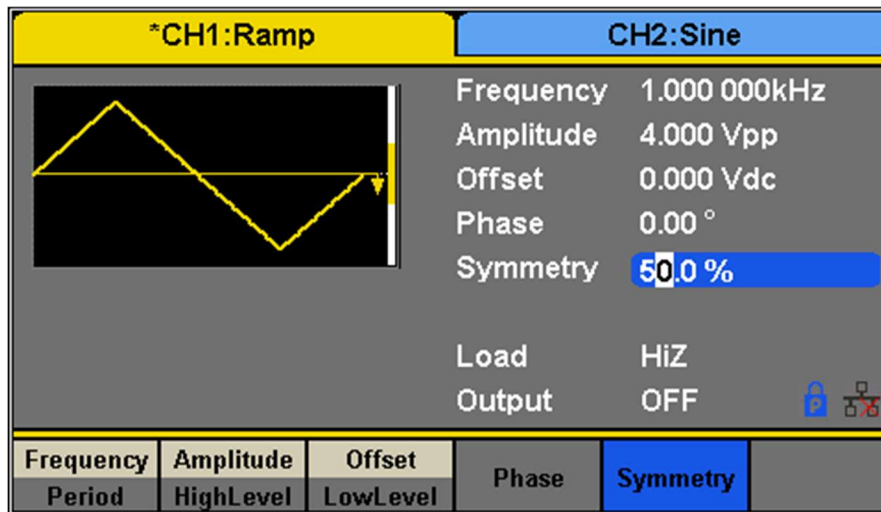 *CH1:Ramp
CH2:Sine
Frequency 1.000 000kHz
Amplitude 4.000 Vpp
Offset 0.000 Vdc
Phase 0.00 °
Symmetry 50.0 %
Load HiZ
Output OFF
P
Frequency Amplitude Offset Phase Symmetry
Period HighLevel LowLevel